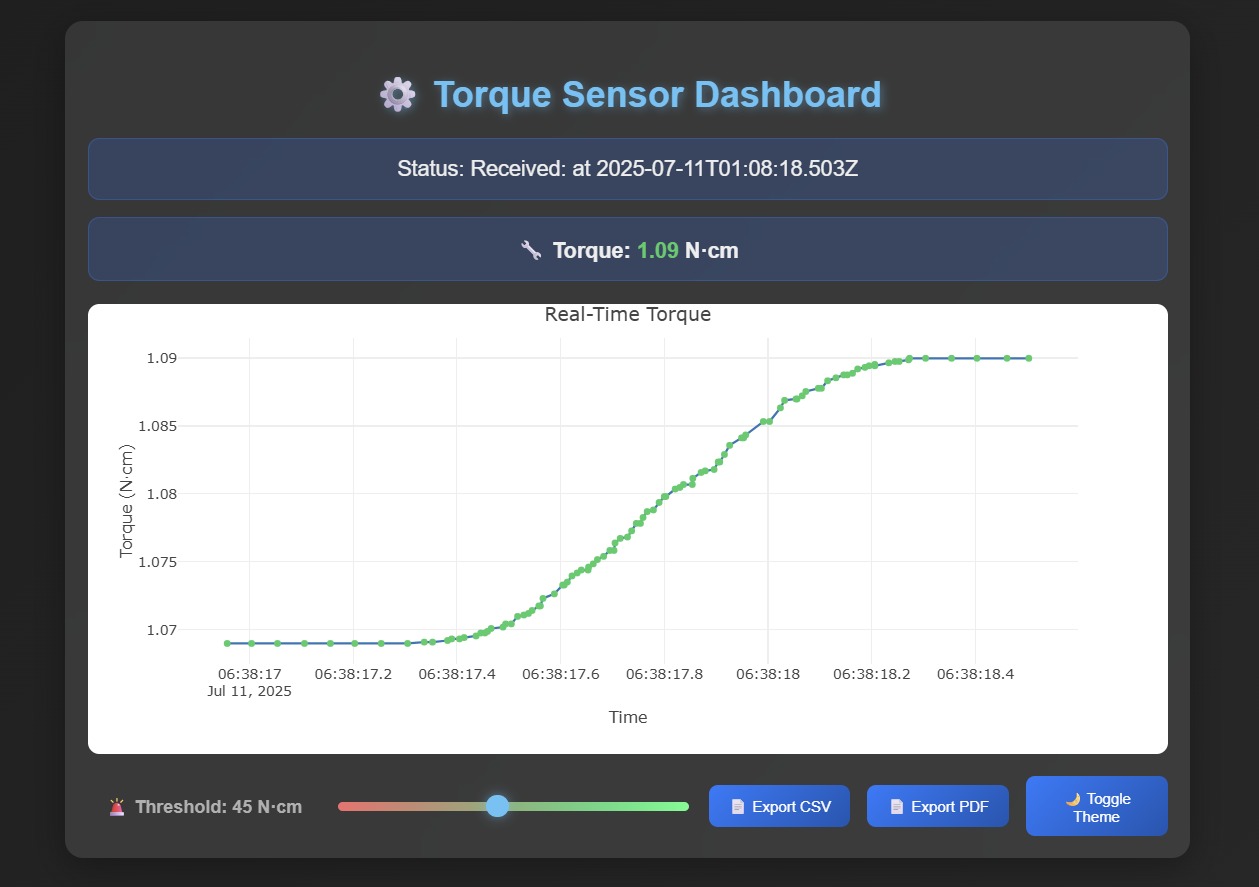 Torque Sensor Dashboard
Status: Received: at 2025-07-11T01:08:18.503Z
Torque: 1.09 N·cm
Real-Time Torque
1.09
1.085
1.08
1.075
1.07
Torque (N·cm)
06:38:17 06:38:17.2 06:38:17.4 06:38:17.6 06:38:17.8 06:38:18 06:38:18.2 06:38:18.4
Jul 11, 2025
Time
Threshold: 45 N·cm
Export CSV
Export PDF
Toggle
Theme